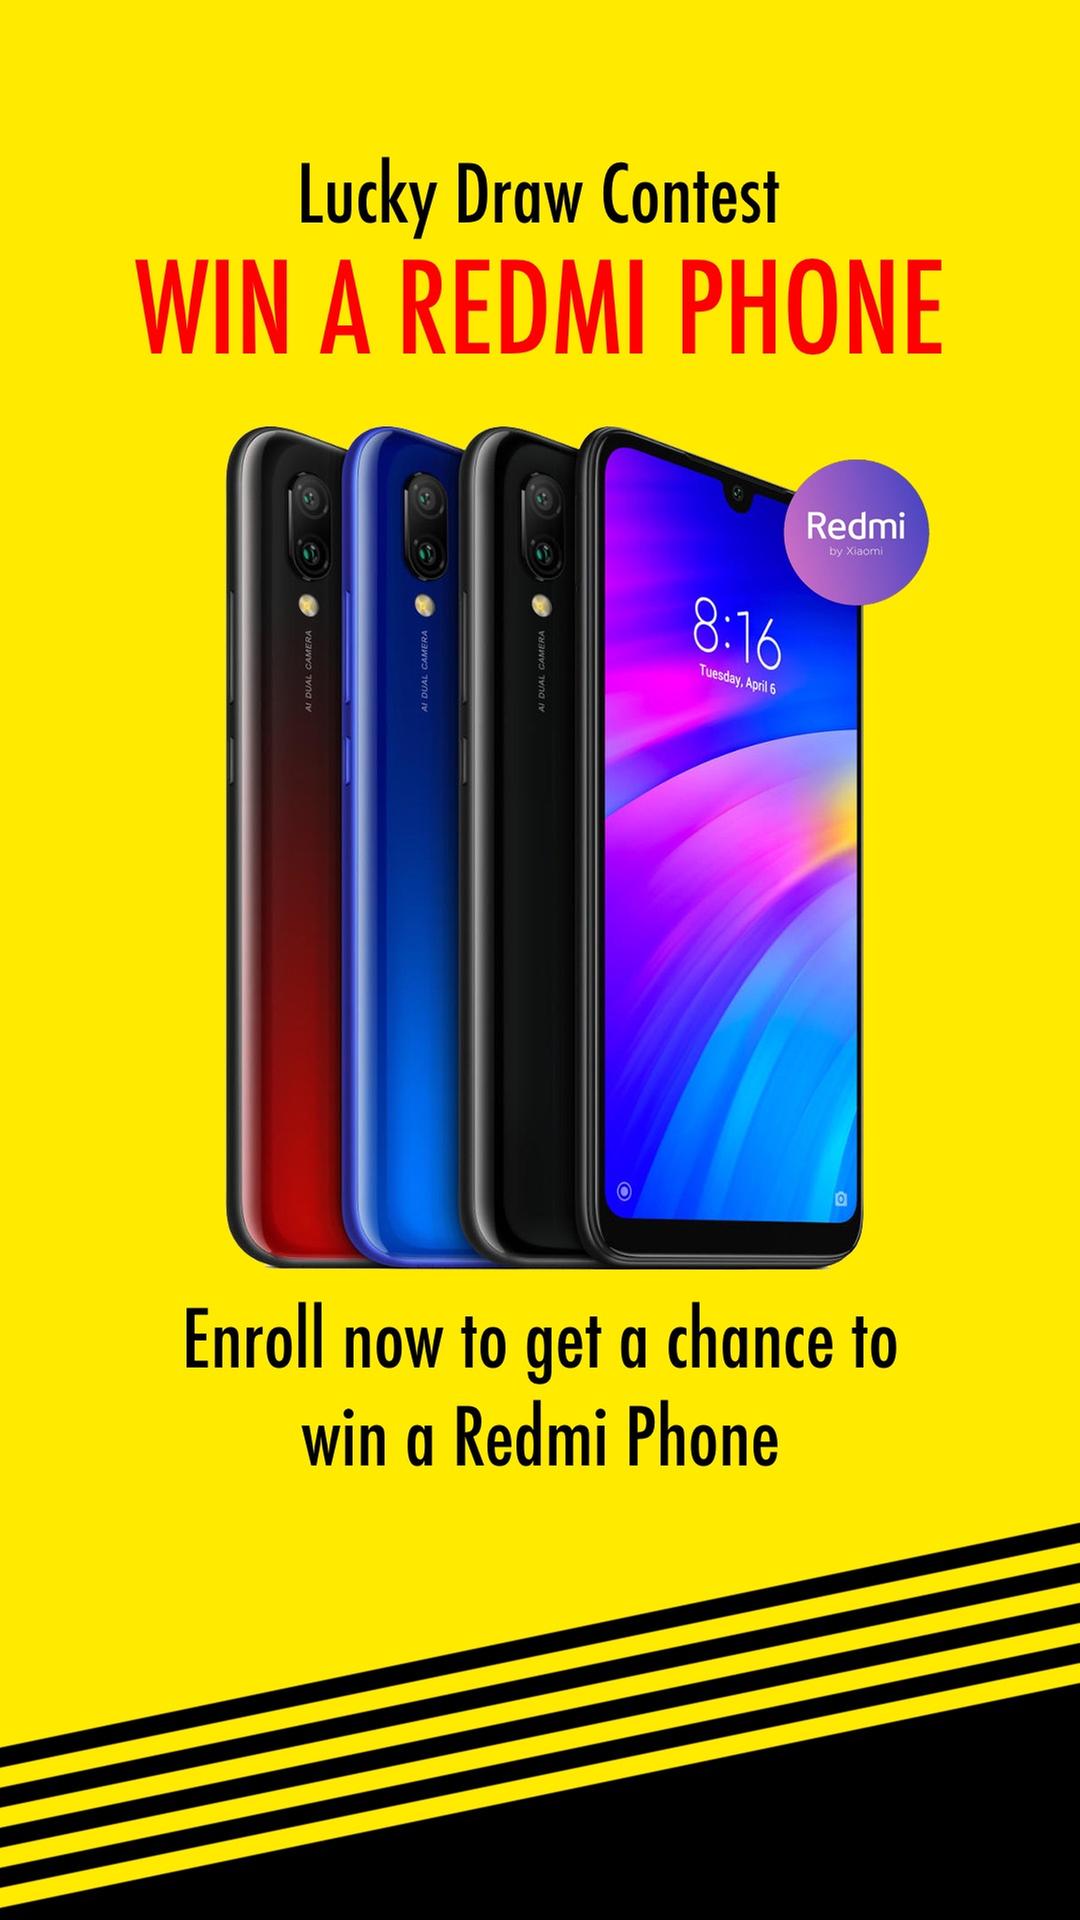 Lucky Draw Contest
WIN A REDMI PHONE
Redmi
by Xiaomi
8:16
Tuesday, April 6
AI DUAL CAMERA
AI DUAL CAMERA
AI DUAL CAMERA
Enroll now to get a chance to
win a Redmi Phone